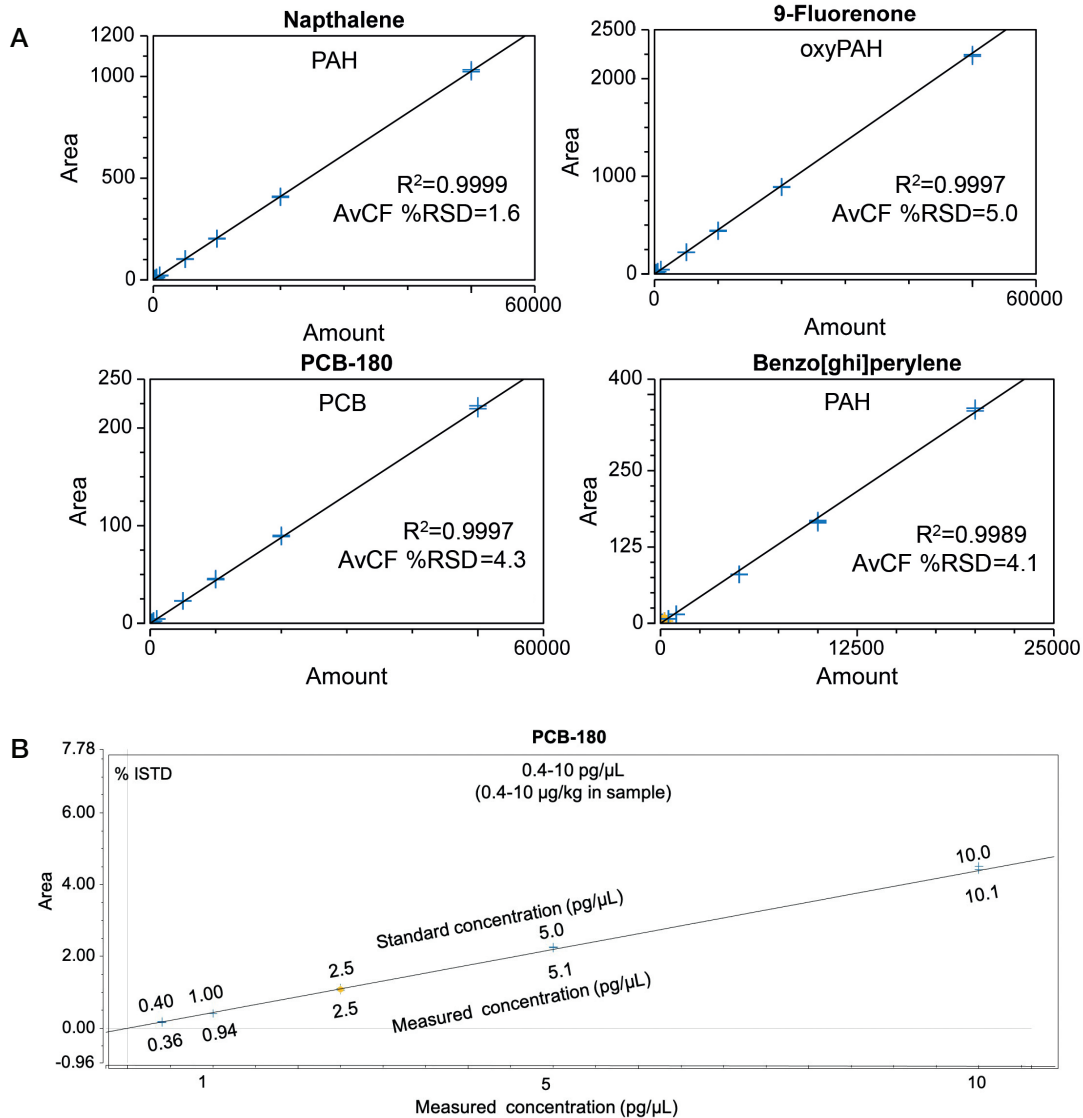 A
Napthalene
PAH
1200
1000
500
0
Area
R²=0.9999
AvCF %RSD=1.6
0
60000
Amount
9-Fluorenone
oxyPAH
2500
2000
1000
0
Area
R²=0.9997
AvCF %RSD=5.0
0
60000
Amount
PCB-180
PCB
250
200
100
0
Area
R²=0.9997
AvCF %RSD=4.3
0
60000
Amount
Benzo[ghi]perylene
PAH
400
250
125
0
Area
R²=0.9989
AvCF %RSD=4.1
0
12500
25000
Amount
B
PCB-180
7.78
6.00
4.00
2.00
0.00
-0.96
Area
% ISTD
0.4-10 pg/µL
(0.4-10 µg/kg in sample)
Standard concentration (pg/µL)
0.40
1.00
2.5
5.0
10.0
0.36
0.94
2.5
5.1
10.1
Measured concentration (pg/µL)
1
5
10
Measured concentration (pg/µL)